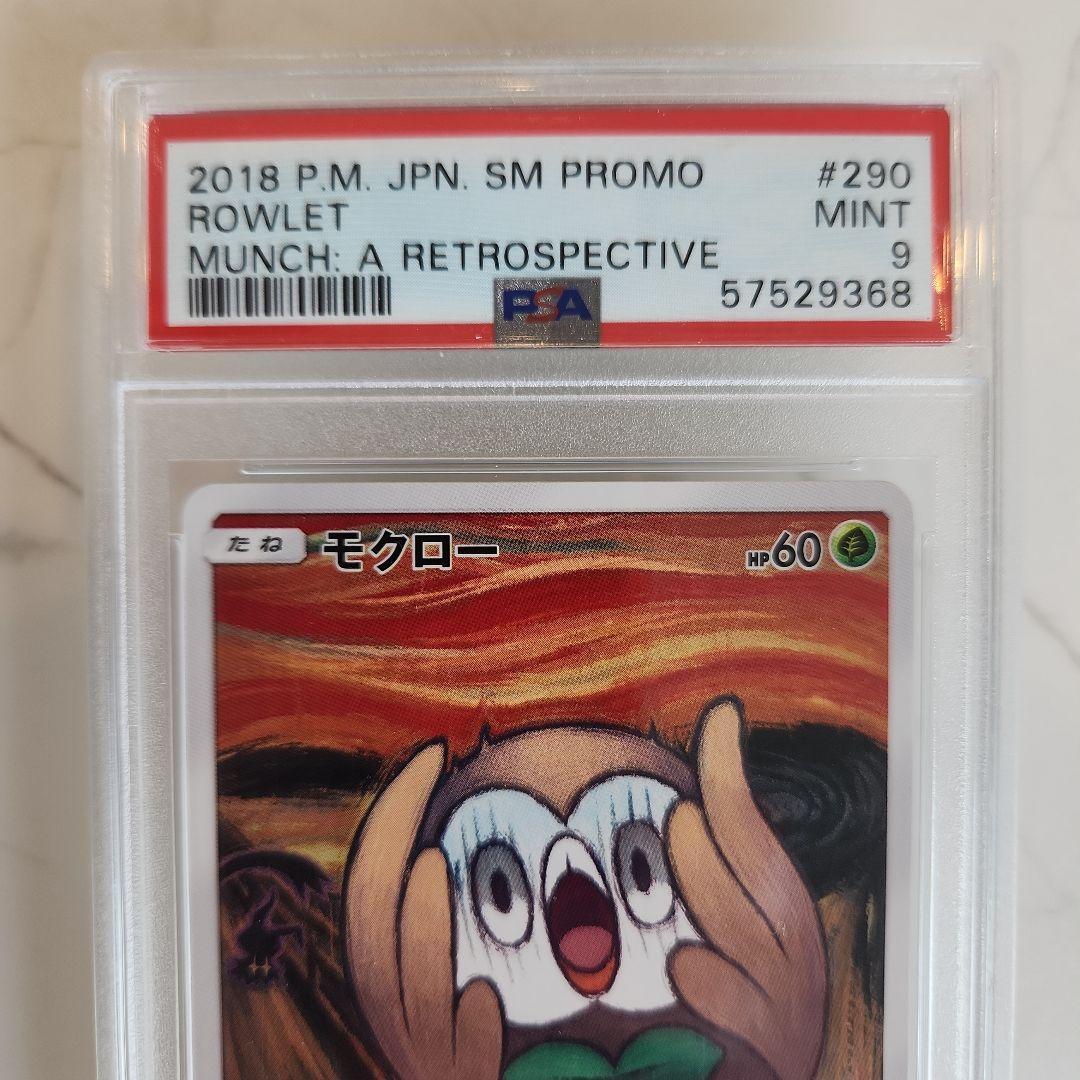 2018 P.M. JPN. SM PROMO #290
ROWLET MINT
MUNCH: A RETROSPECTIVE 9
PSA 57529368
たね モクロー HP60